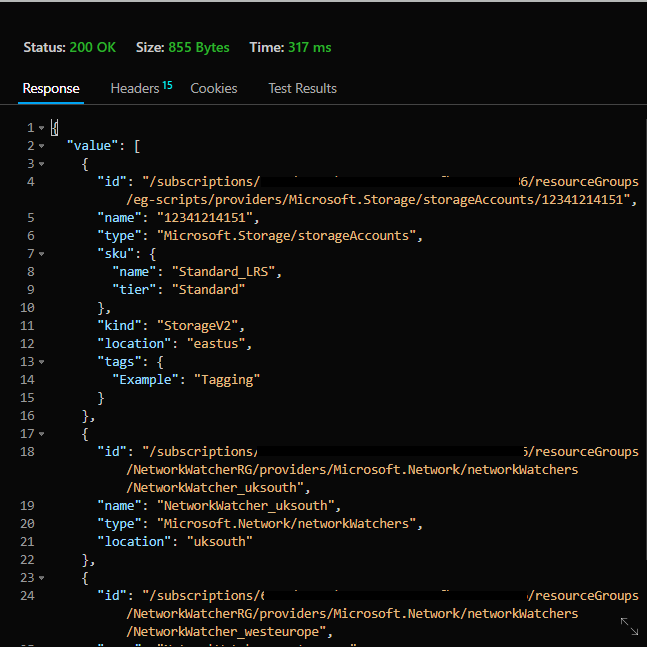 Status: 200 OK Size: 855 Bytes Time: 317 ms
Response Headers 15 Cookies Test Results
1 {
2 "value": [
3 {
4 "id": "/subscriptions/ 6/resourceGroups
/eg-scripts/providers/Microsoft.Storage/storageAccounts/12341214151",
5 "name": "12341214151",
6 "type": "Microsoft.Storage/storageAccounts",
7 "sku": {
8 "name": "Standard_LRS",
9 "tier": "Standard"
10 },
11 "kind": "StorageV2",
12 "location": "eastus",
13 "tags": {
14 "Example": "Tagging"
15 }
16 },
17 {
18 "id": "/subscriptions/ /resourceGroups
/NetworkWatcherRG/providers/Microsoft.Network/networkWatchers
/NetworkWatcher_uksouth",
19 "name": "NetworkWatcher_uksouth",
20 "type": "Microsoft.Network/networkWatchers",
21 "location": "uksouth"
22 },
23 {
24 "id": "/subscriptions/ /resourceGroups
/NetworkWatcherRG/providers/Microsoft.Network/networkWatchers
/NetworkWatcher_westeurope",